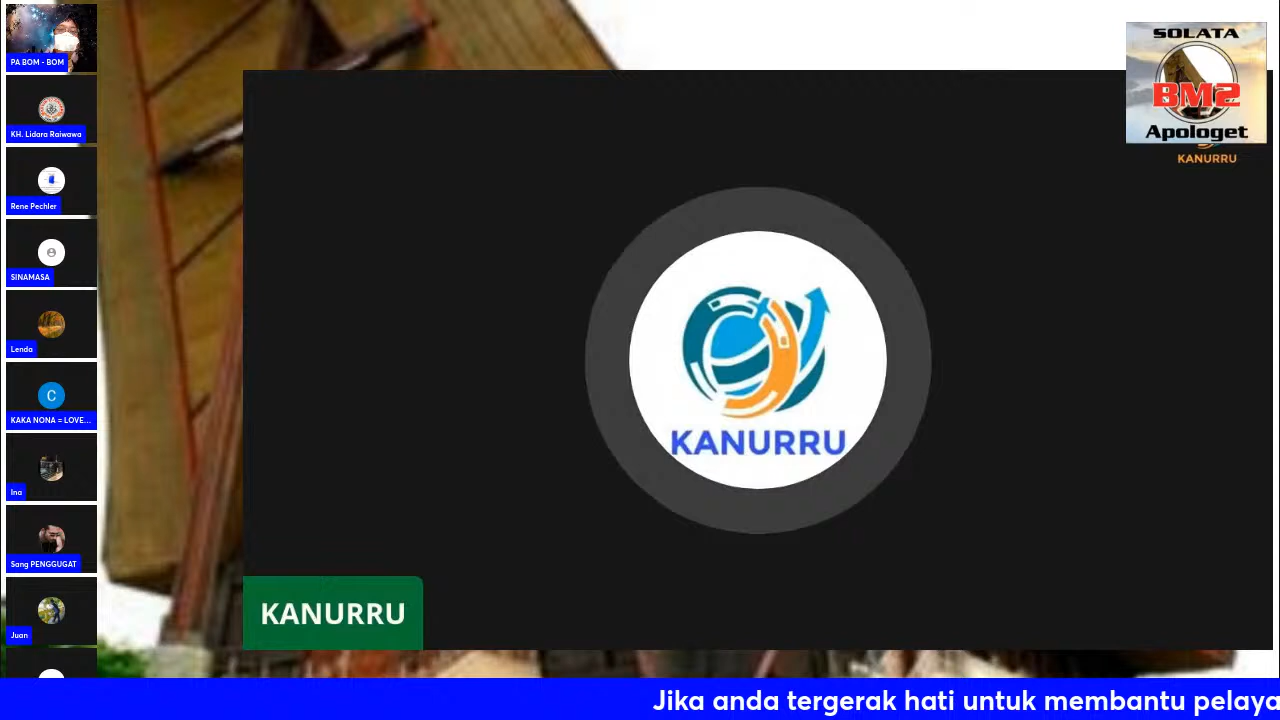 PA BOM - BOM
KH. Lidara Raiwawa
Rene Pechler
SINAMASA
Lenda
C
KAKA NONA = LOVE...
Ina
Sang PENGGUGAT
Juan
SOLATA
BM2
Apologet
KANURRU
KANURRU
KANURRU
Jika anda tergerak hati untuk membantu pelaya